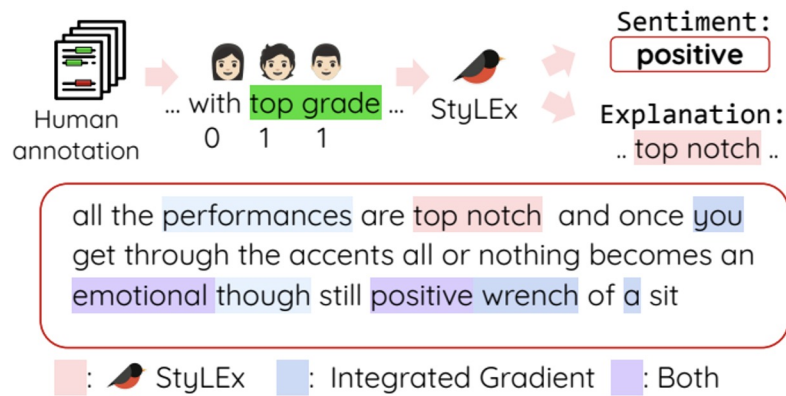 Human
annotation
... with top grade ...
0 1 1
StyLEx
Sentiment:
positive
Explanation:
.. top notch ..
all the performances are top notch and once you
get through the accents all or nothing becomes an
emotional though still positive wrench of a sit
: StyLEx : Integrated Gradient : Both